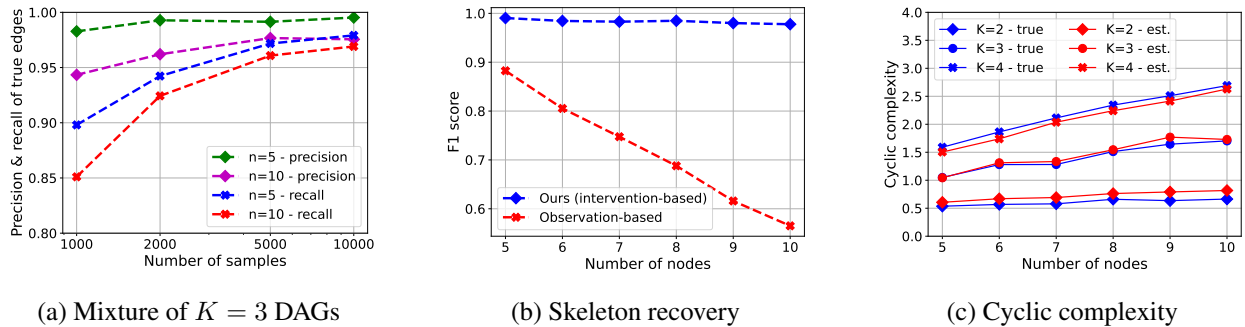 Precision & recall of true edges
1.00
0.95
0.90
0.85
0.80
n=5 - precision
n=10 - precision
n=5 - recall
n=10 - recall
1000 2000 5000 10000
Number of samples
(a) Mixture of K = 3 DAGs
F1 score
1.0
0.9
0.8
0.7
0.6
Ours (intervention-based)
Observation-based
5 6 7 8 9 10
Number of nodes
(b) Skeleton recovery
Cyclic complexity
4.0
3.5
3.0
2.5
2.0
1.5
1.0
0.5
0.0
K=2 - true K=2 - est.
K=3 - true K=3 - est.
K=4 - true K=4 - est.
5 6 7 8 9 10
Number of nodes
(c) Cyclic complexity